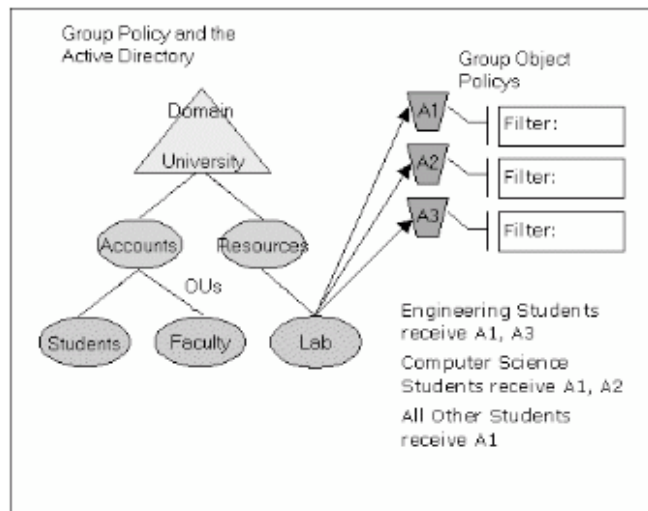 Group Policy and the
Active Directory
Domain
University
Accounts
Resources
OUs
Students
Faculty
Lab
Group Object
Policys
A1
Filter:
A2
Filter:
A3
Filter:
Engineering Students
receive A1, A3
Computer Science
Students receive A1, A2
All Other Students
receive A1